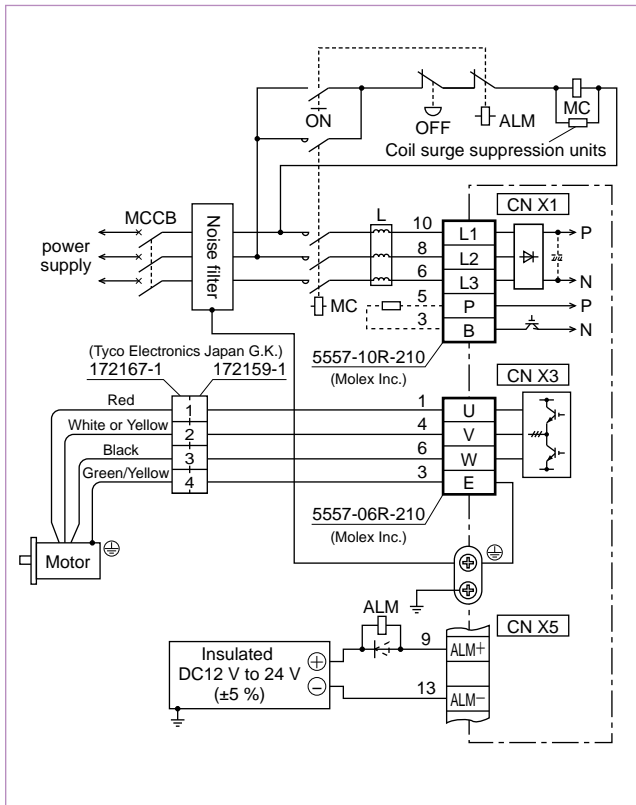 ON
OFF
ALM
MC
Coil surge suppression units
MCCB
power
supply
Noise filter
L
MC
10
8
6
5
3
CN X1
L1
L2
L3
P
B
P
N
P
N
5557-10R-210
(Molex Inc.)
(Tyco Electronics Japan G.K.)
172167-1
172159-1
Red
White or Yellow
Black
Green/Yellow
1
2
3
4
1
4
6
3
CN X3
U
V
W
E
5557-06R-210
(Molex Inc.)
Motor
ALM
CN X5
Insulated
DC12 V to 24 V
(±5 %)
+
−
9
13
ALM+
ALM−